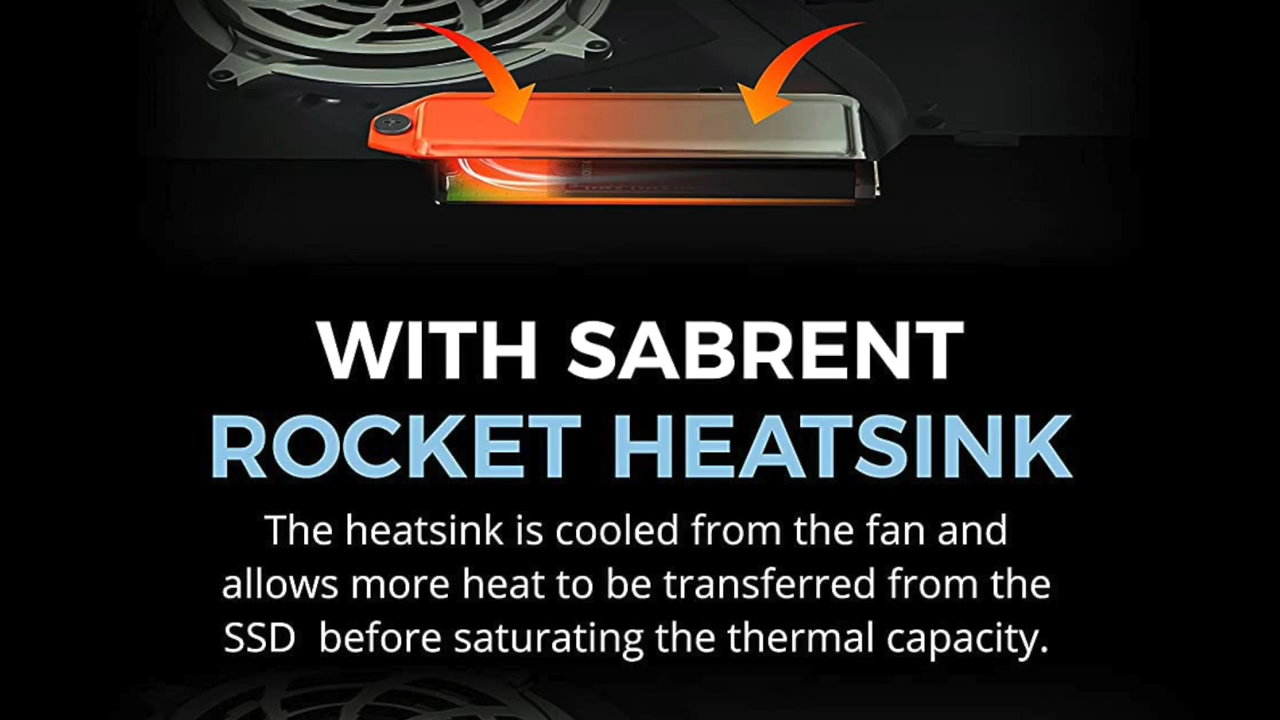 WITH SABRENT
ROCKET HEATSINK
The heatsink is cooled from the fan and
allows more heat to be transferred from the
SSD  before saturating the thermal capacity.